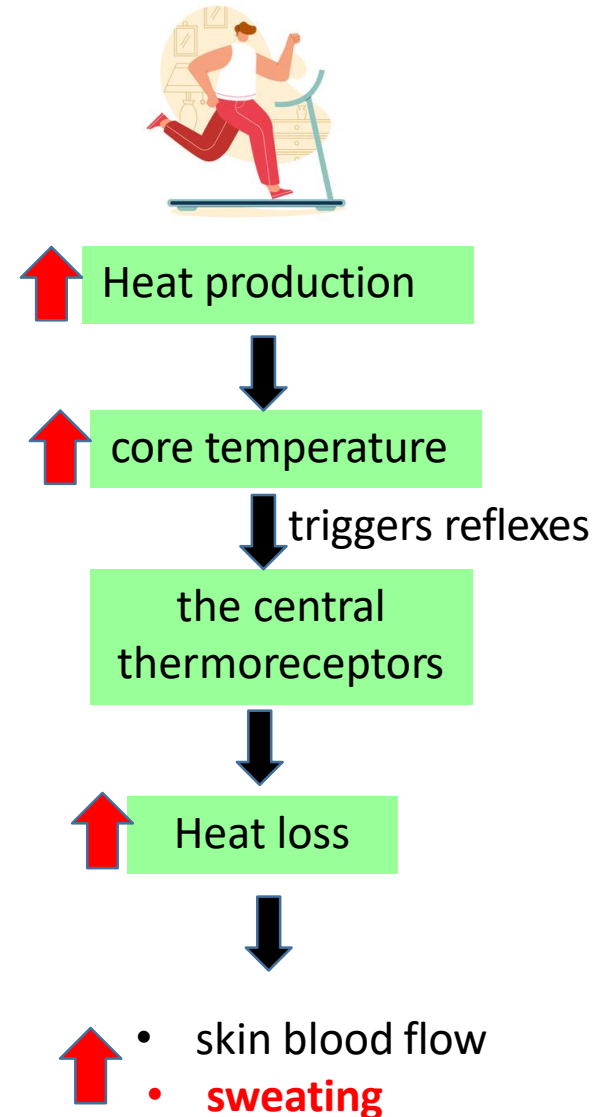 Heat production
core temperature
triggers reflexes
the central
thermoreceptors
Heat loss
• skin blood flow
• sweating